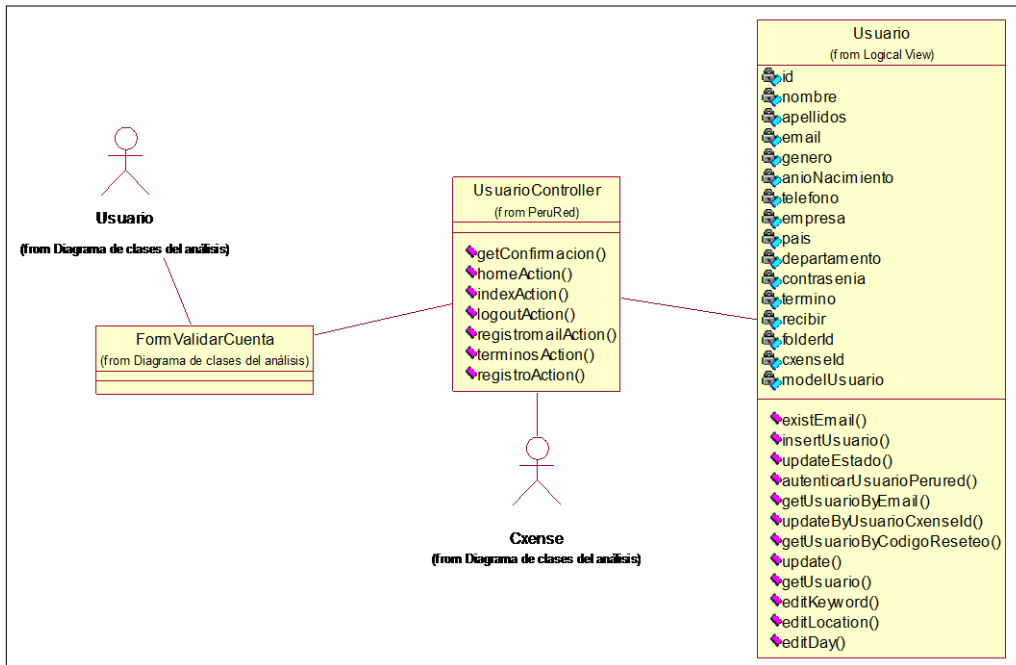 Usuario
(from Diagrama de clases del análisis)
FormValidarCuenta
(from Diagrama de clases del análisis)
UsuarioController
(from PeruRed)
getConfirmacion()
homeAction()
indexAction()
logoutAction()
registromailAction()
terminosAction()
registroAction()
Cxense
(from Diagrama de clases del análisis)
Usuario
(from Logical View)
id
nombre
apellidos
email
genero
anioNacimiento
telefono
empresa
pais
departamento
contrasenia
termino
recibir
folderId
cxenseId
modelUsuario
existEmail()
insertUsuario()
updateEstado()
autenticarUsuarioPerured()
getUsuarioByEmail()
updateByUsuarioCxenseId()
getUsuarioByCodigoReseteo()
update()
getUsuario()
editKeyword()
editLocation()
editDay()